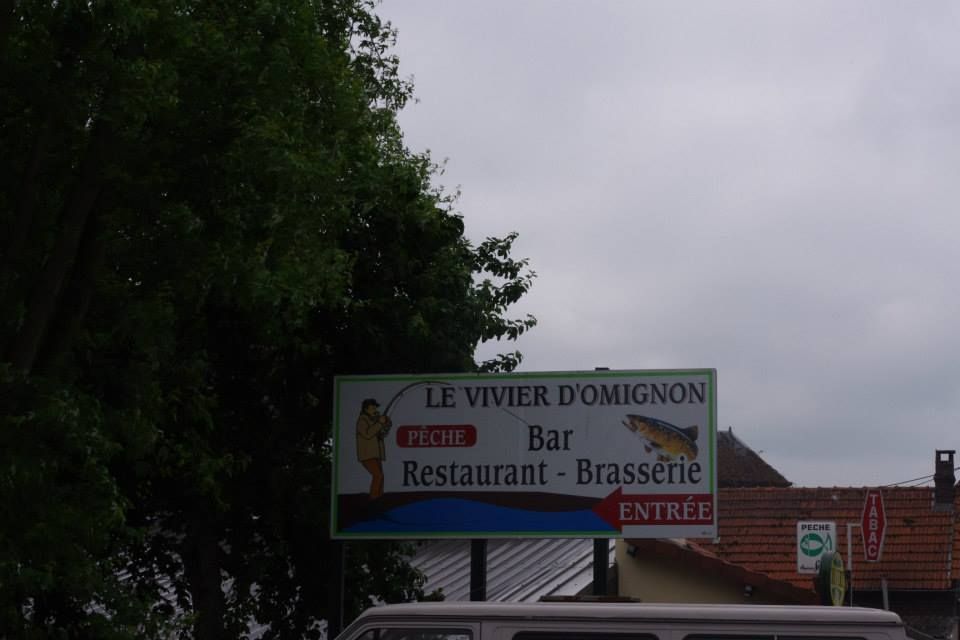 LE VIVIER D'OMIGNON
PÊCHE
Bar
Restaurant - Brasserie
ENTRÉE
PECHE
TABAC